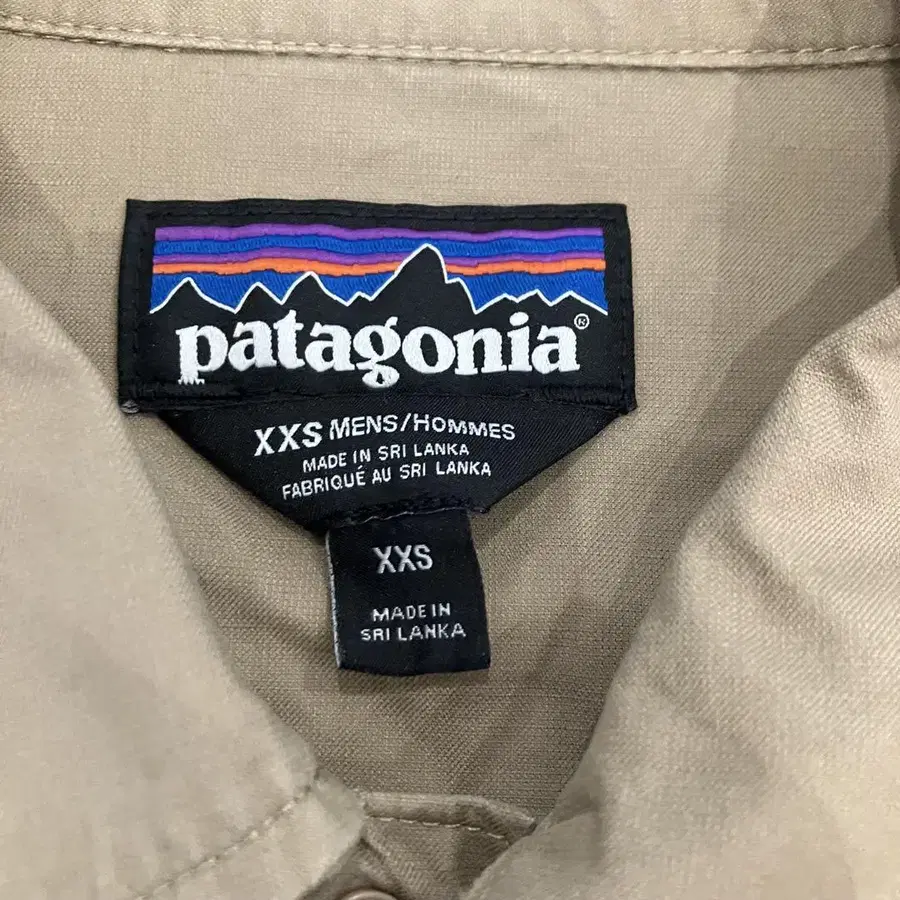 patagonia®
XXS MENS/HOMMES
MADE IN SRI LANKA
FABRIQUÉ AU SRI LANKA
XXS
MADE IN
SRI LANKA